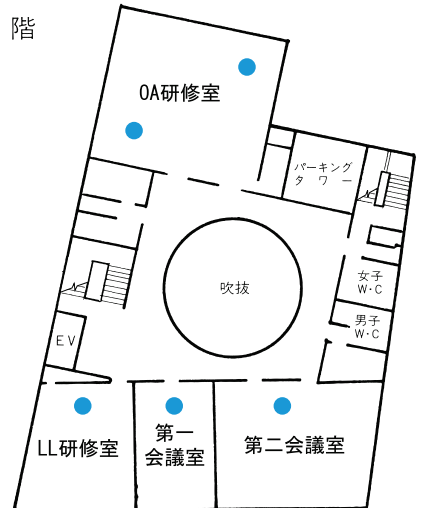 階
OA研修室
パーキング
タワー
女子
W・C
男子
W・C
吹抜
EV
LL研修室
第一
会議室
第二会議室